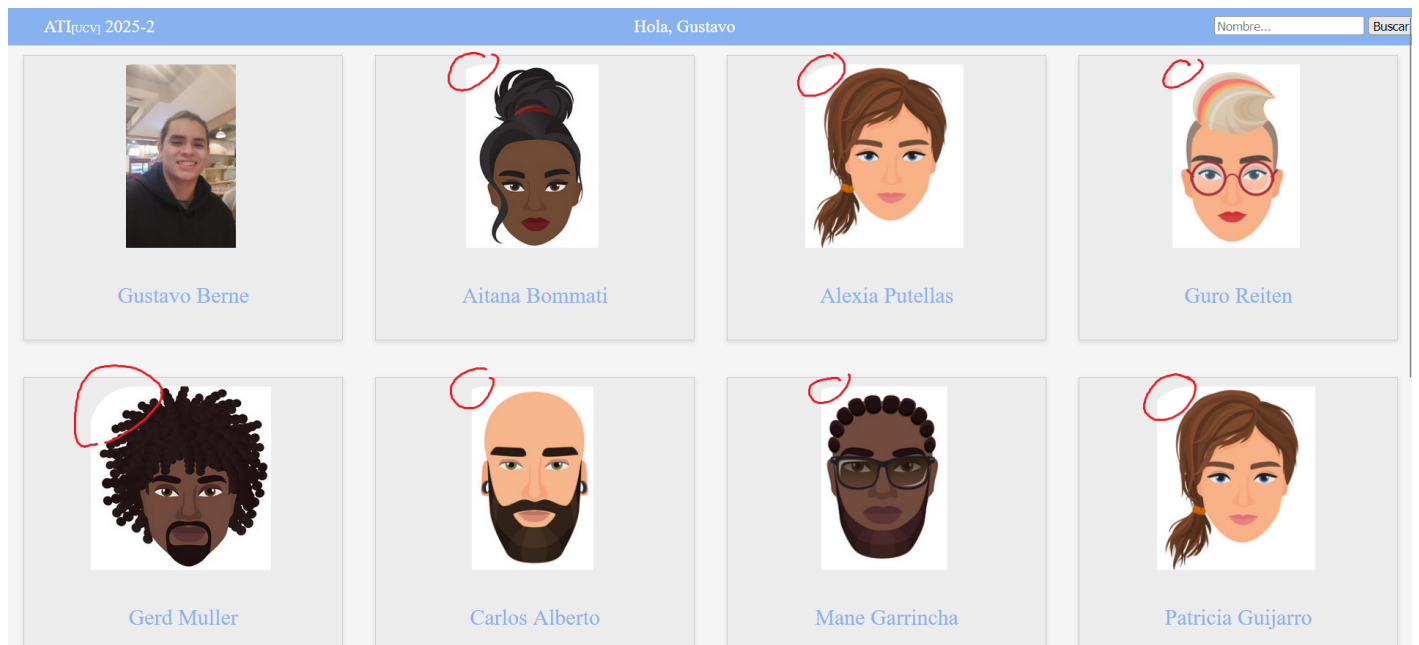 ATI[UCV] 2025-2
Hola, Gustavo
Nombre...
Buscar
Gustavo Berne
Aitana Bommati
Alexia Putellas
Guro Reiten
Gerd Muller
Carlos Alberto
Mane Garrincha
Patricia Guijarro